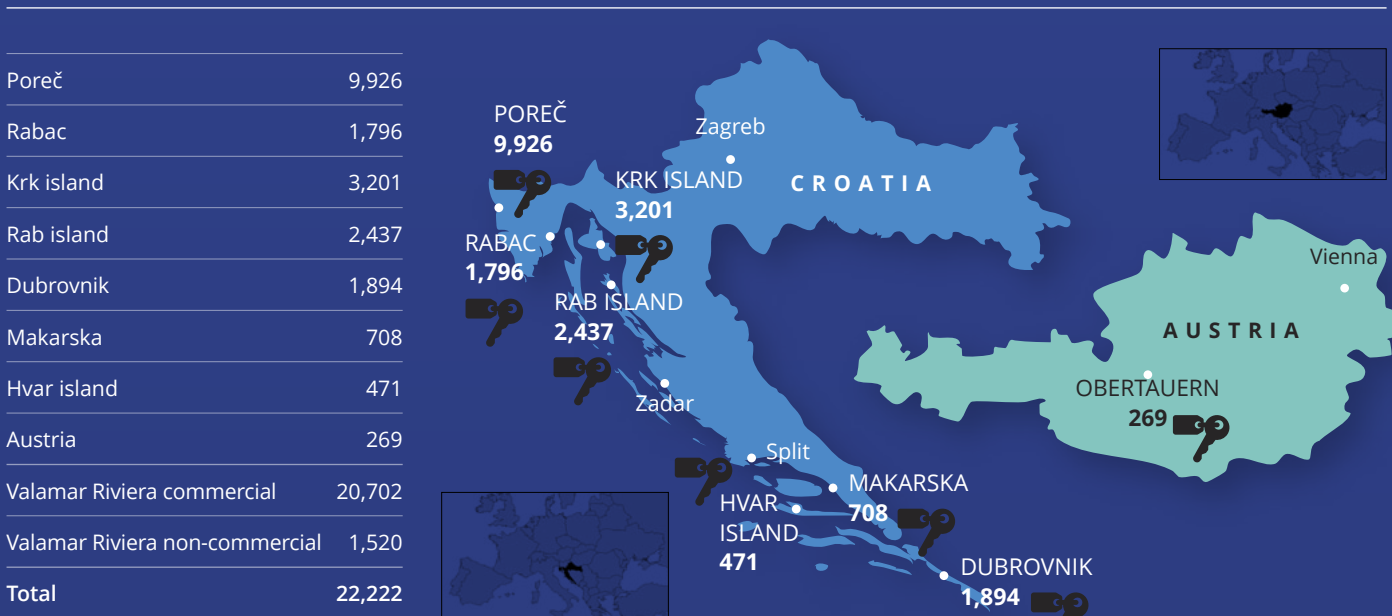 Poreč 9,926
Rabac 1,796
Krk island 3,201
Rab island 2,437
Dubrovnik 1,894
Makarska 708
Hvar island 471
Austria 269
Valamar Riviera commercial 20,702
Valamar Riviera non-commercial 1,520
Total 22,222
POREČ
9,926
Zagreb
KRK ISLAND
3,201
CROATIA
RABAC
1,796
RAB ISLAND
2,437
Zadar
Split
HVAR
ISLAND
471
MAKARSKA
708
DUBROVNIK
1,894
Vienna
AUSTRIA
OBERTAUERN
269